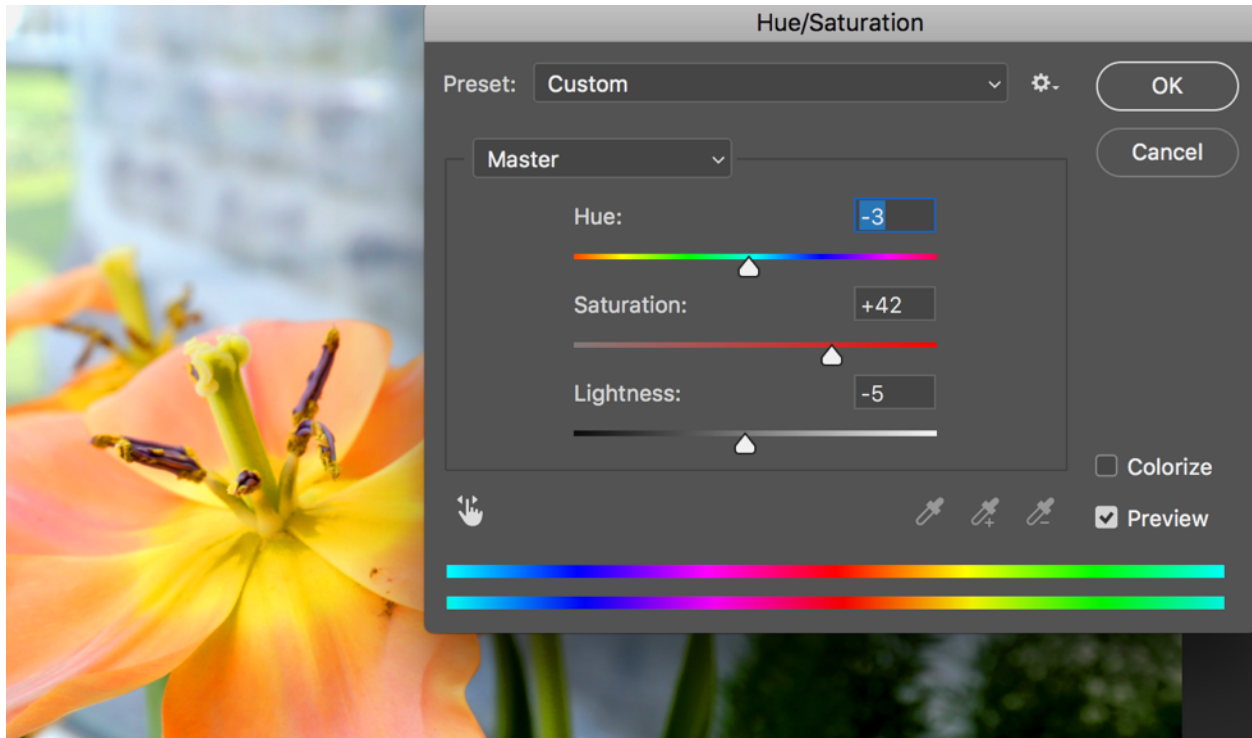 Hue/Saturation
Preset: Custom
OK
Cancel
Master
Hue: -3
Saturation: +42
Lightness: -5
Colorize
Preview